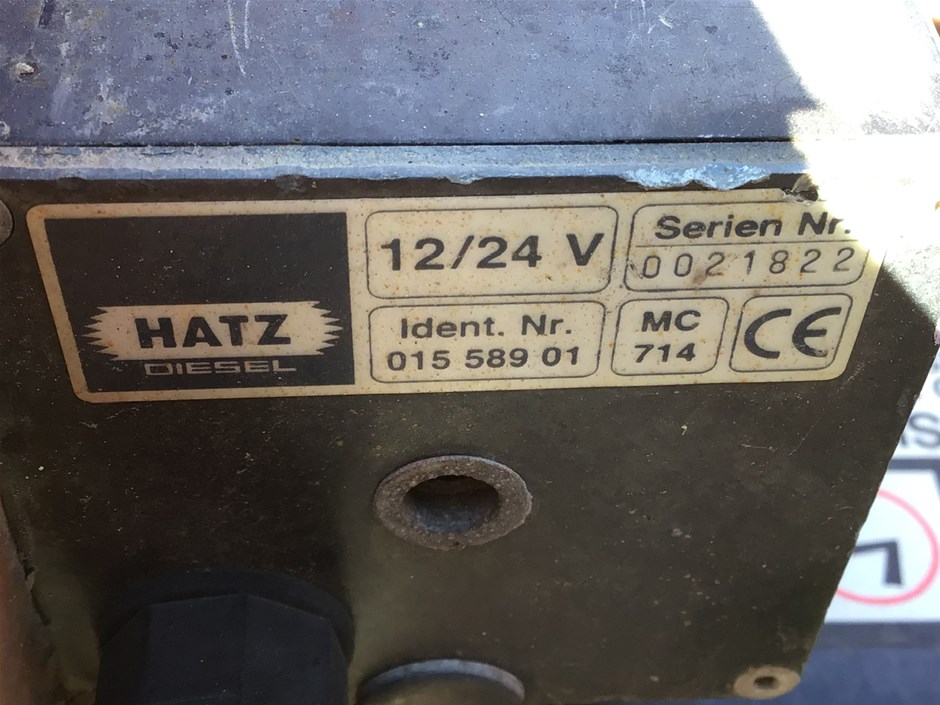 HATZ
DIESEL
12/24 V
Serien Nr.
0021822
Ident. Nr.
015 589 01
MC
714
CE